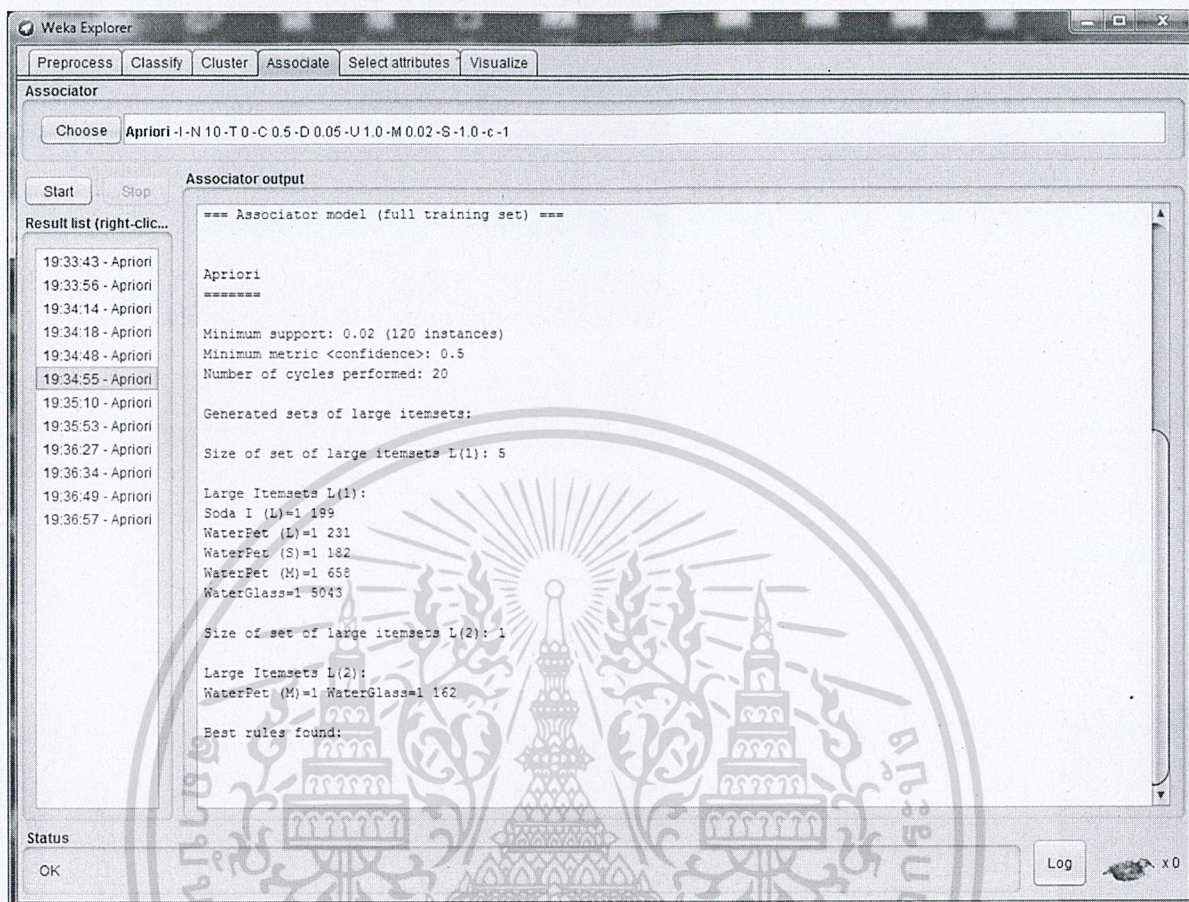 Weka Explorer
Preprocess Classify Cluster Associate Select attributes Visualize
Associator
Choose Apriori -I -N 10 -T 0 -C 0.5 -D 0.05 -U 1.0 -M 0.02 -S -1.0 -c -1
Start Stop
Result list (right-clic...
19:33:43 - Apriori
19:33:56 - Apriori
19:34:14 - Apriori
19:34:18 - Apriori
19:34:48 - Apriori
19:34:55 - Apriori
19:35:10 - Apriori
19:35:53 - Apriori
19:36:27 - Apriori
19:36:34 - Apriori
19:36:49 - Apriori
19:36:57 - Apriori
Associator output
=== Associator model (full training set) ===
Apriori
=======
Minimum support: 0.02 (120 instances)
Minimum metric <confidence>: 0.5
Number of cycles performed: 20
Generated sets of large itemsets:
Size of set of large itemsets L(1): 5
Large Itemsets L(1):
Soda I (L)=1 199
WaterPet (L)=1 231
WaterPet (S)=1 182
WaterPet (M)=1 658
WaterGlass=1 5043
Size of set of large itemsets L(2): 1
Large Itemsets L(2):
WaterPet (M)=1 WaterGlass=1 162
Best rules found:
Status
OK
Log
x 0